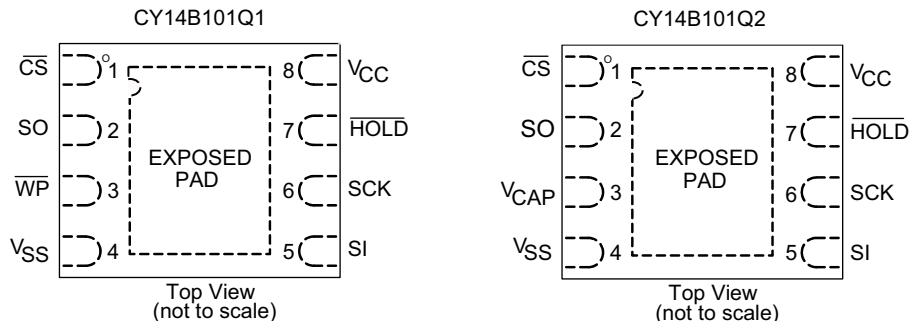 CY14B101Q1
CS 1 8 VCC
SO 2 7 HOLD
WP 3 6 SCK
VSS 4 5 SI
EXPOSED
PAD
Top View
(not to scale)
CY14B101Q2
CS 1 8 VCC
SO 2 7 HOLD
VCAP 3 6 SCK
VSS 4 5 SI
EXPOSED
PAD
Top View
(not to scale)